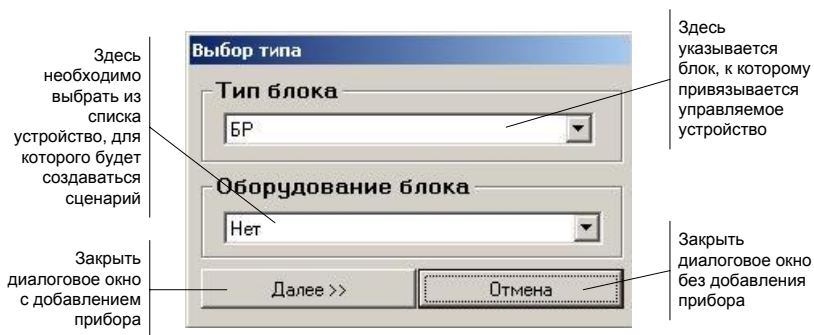 Здесь
необходимо
выбрать из
списка
устройство, для
которого будет
создаваться
сценарий
Закрыть
диалоговое окно
с добавлением
прибора
Выбор типа
Тип блока
БР
Оборудование блока
Нет
Далее >>
Отмена
Здесь
указывается
блок, к которому
привязывается
управляемое
устройство
Закрыть
диалоговое окно
без добавления
прибора